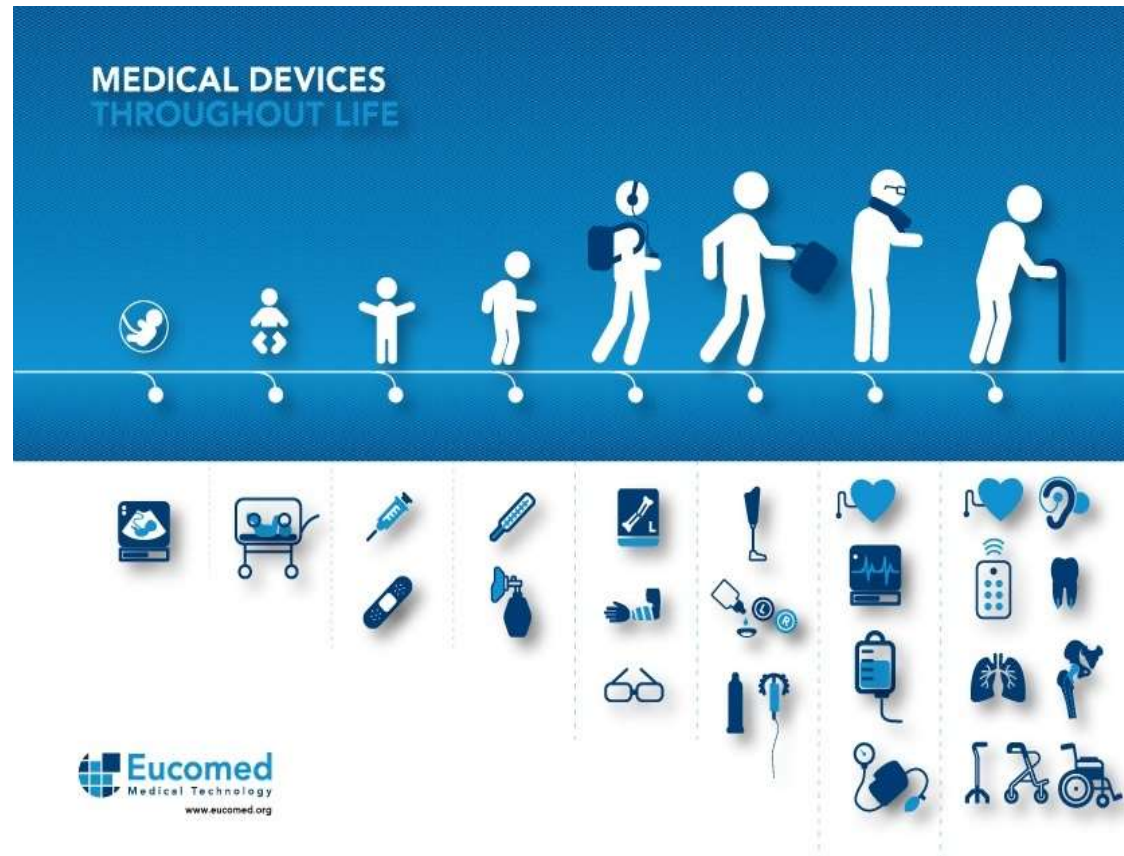 MEDICAL DEVICES
THROUGHOUT LIFE
L
L
R
Eucomed
Medical Technology
www.eucomed.org